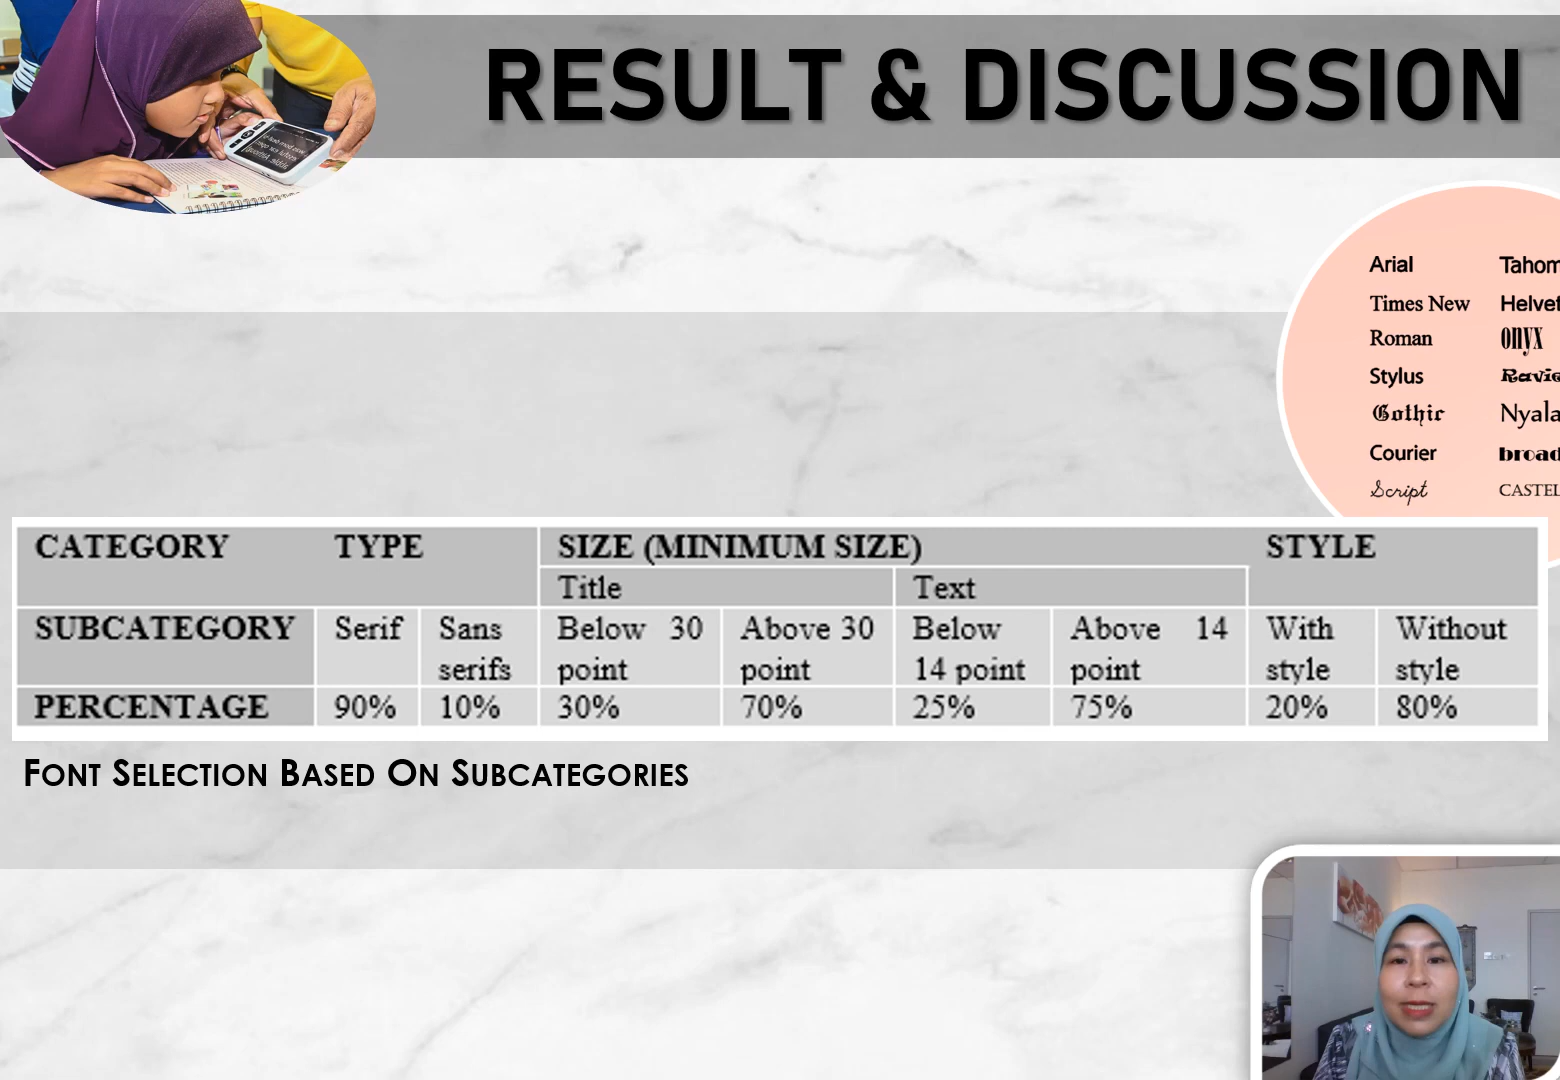 RESULT & DISCUSSION
Arial
Times New
Roman
Stylus
Gothic
Courier
Script
onyx
Nyala
CATEGORY TYPE SIZE (MINIMUM SIZE) STYLE
Title Text
SUBCATEGORY Serif Sans serifs Below 30 point Above 30 point Below 14 point Above 14 point With style Without style
PERCENTAGE 90% 10% 30% 70% 25% 75% 20% 80%
FONT SELECTION BASED ON SUBCATEGORIES